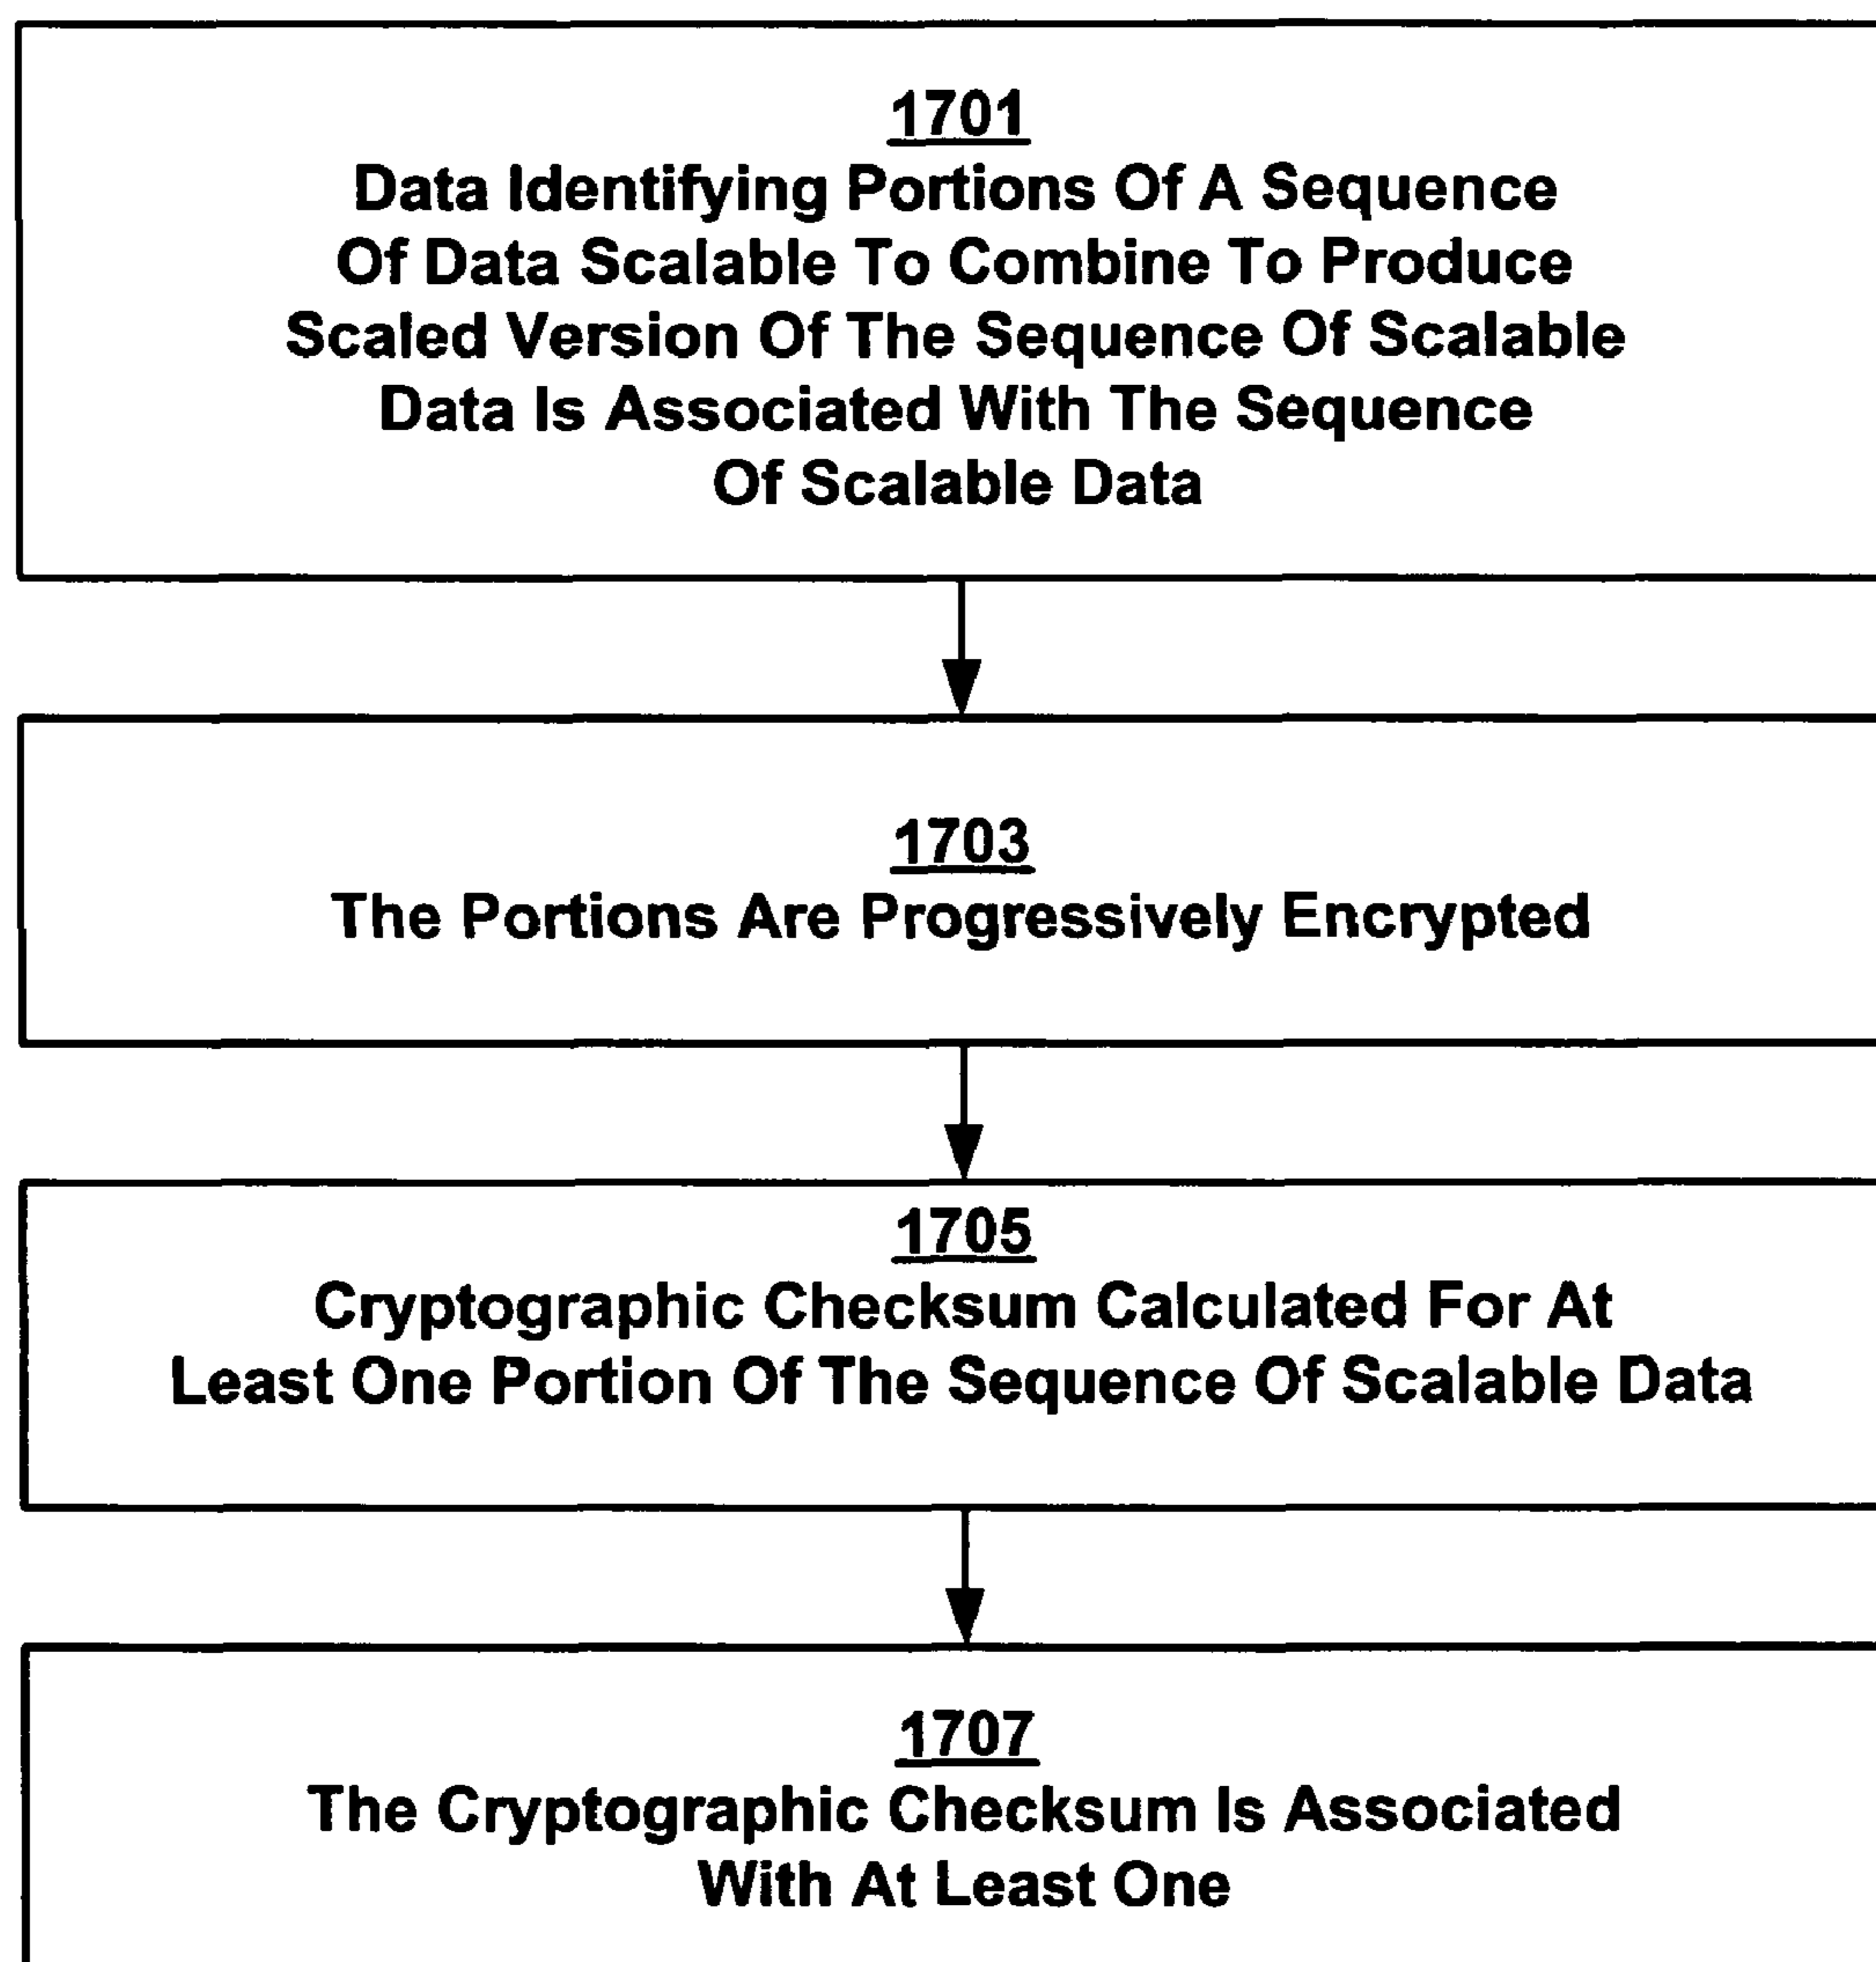 1701
Data Identifying Portions Of A Sequence
Of Data Scalable To Combine To Produce
Scaled Version Of The Sequence Of Scalable
Data Is Associated With The Sequence
Of Scalable Data
1703
The Portions Are Progressively Encrypted
1705
Cryptographic Checksum Calculated For At
Least One Portion Of The Sequence Of Scalable Data
1707
The Cryptographic Checksum Is Associated
With At Least One